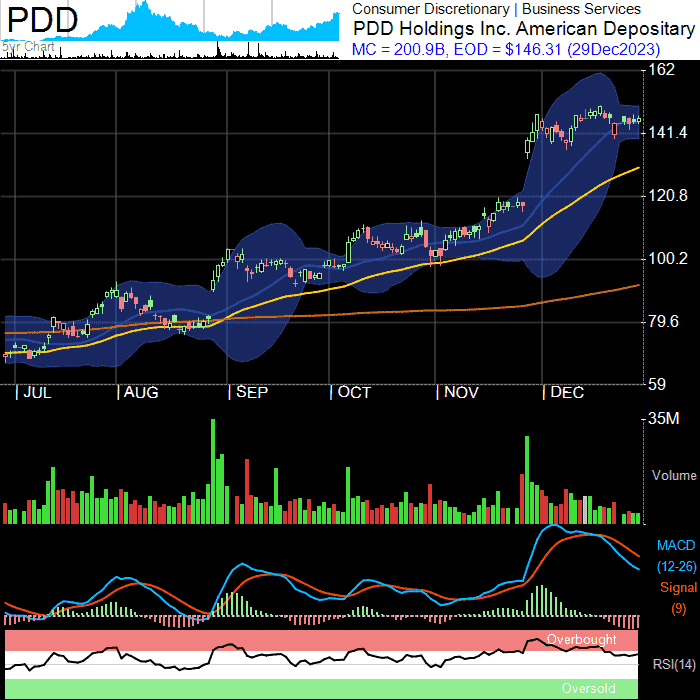 PDD
5yr Chart
Consumer Discretionary | Business Services
PDD Holdings Inc. American Depositary
MC = 200.9B, EOD = $146.31 (29Dec2023)
162
141.4
120.8
100.2
79.6
59
JUL
AUG
SEP
OCT
NOV
DEC
35M
Volume
MACD
(12-26)
Signal
(9)
Overbought
RSI(14)
Oversold